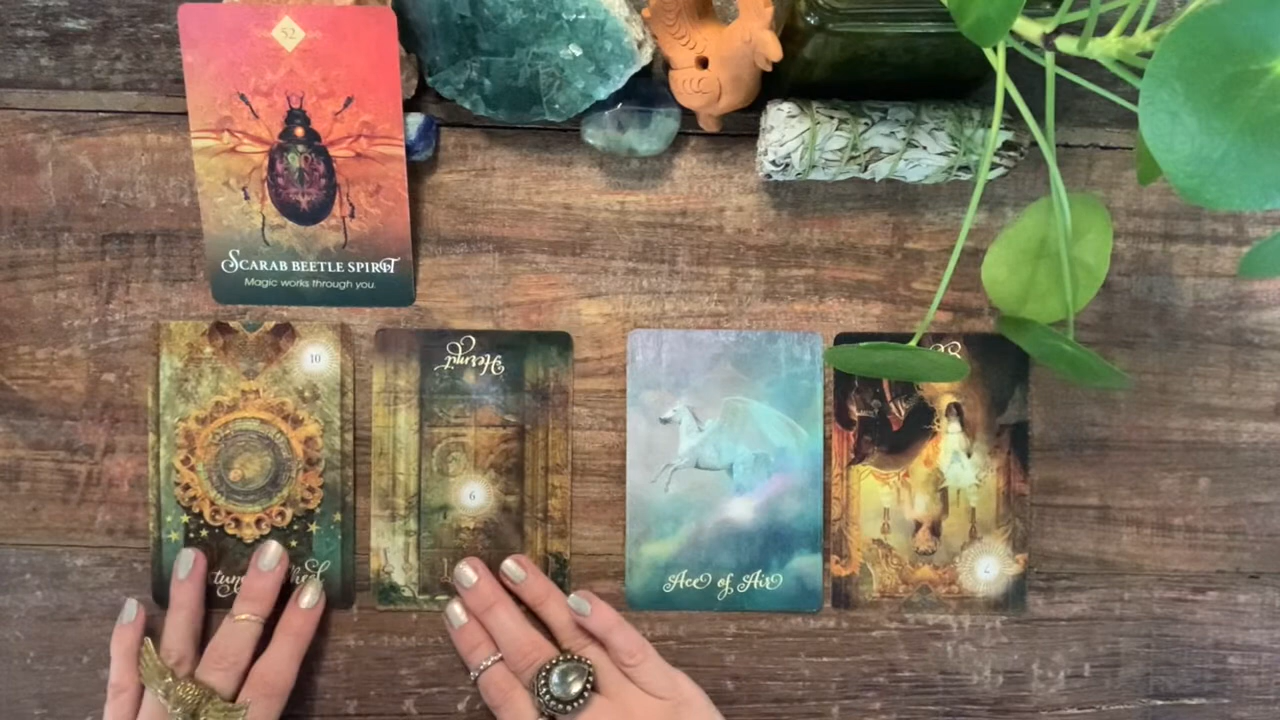 52
SCARAB BEETLE SPIRIT
Magic works through you.
10
Hermit
6
Ace of Air